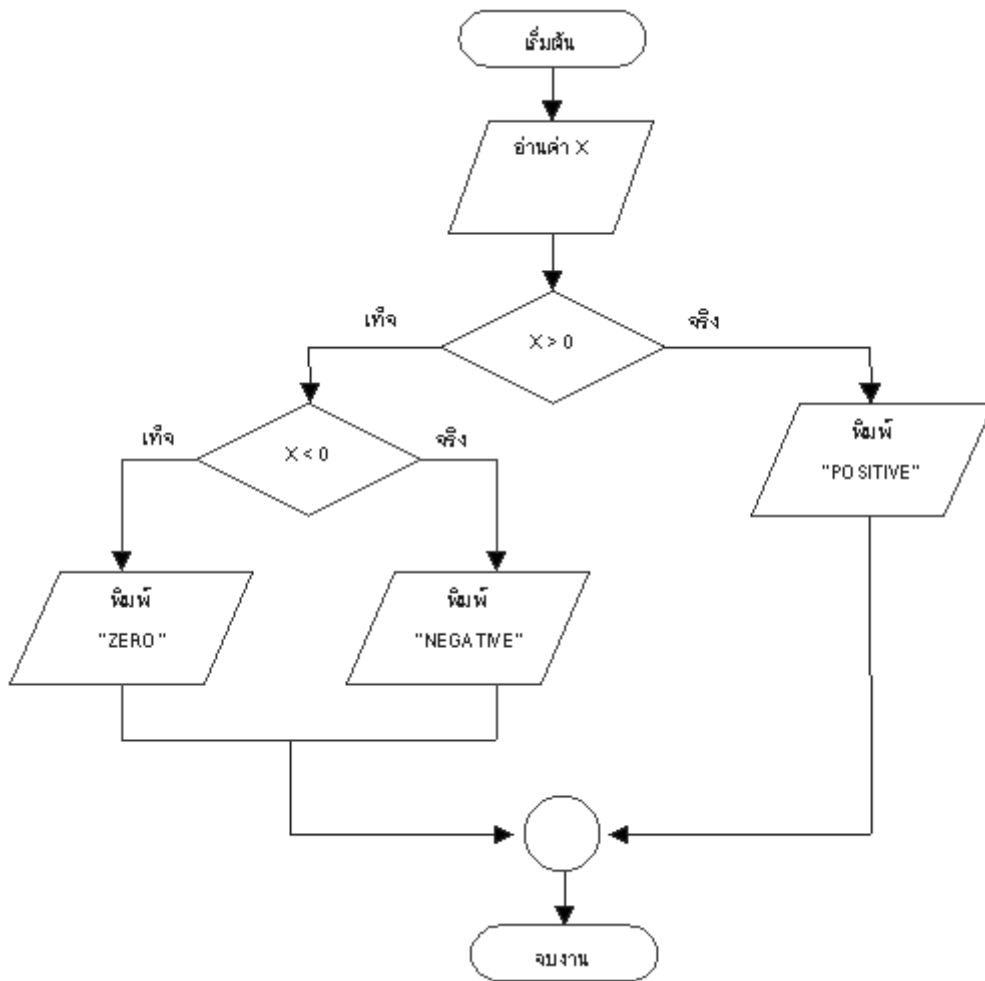 เริ่มต้น
อ่านค่า X
เท็จ
จริง
X > 0
เท็จ
จริง
X < 0
พิมพ์
"POSITIVE"
พิมพ์
"ZERO"
พิมพ์
"NEGATIVE"
จบงาน